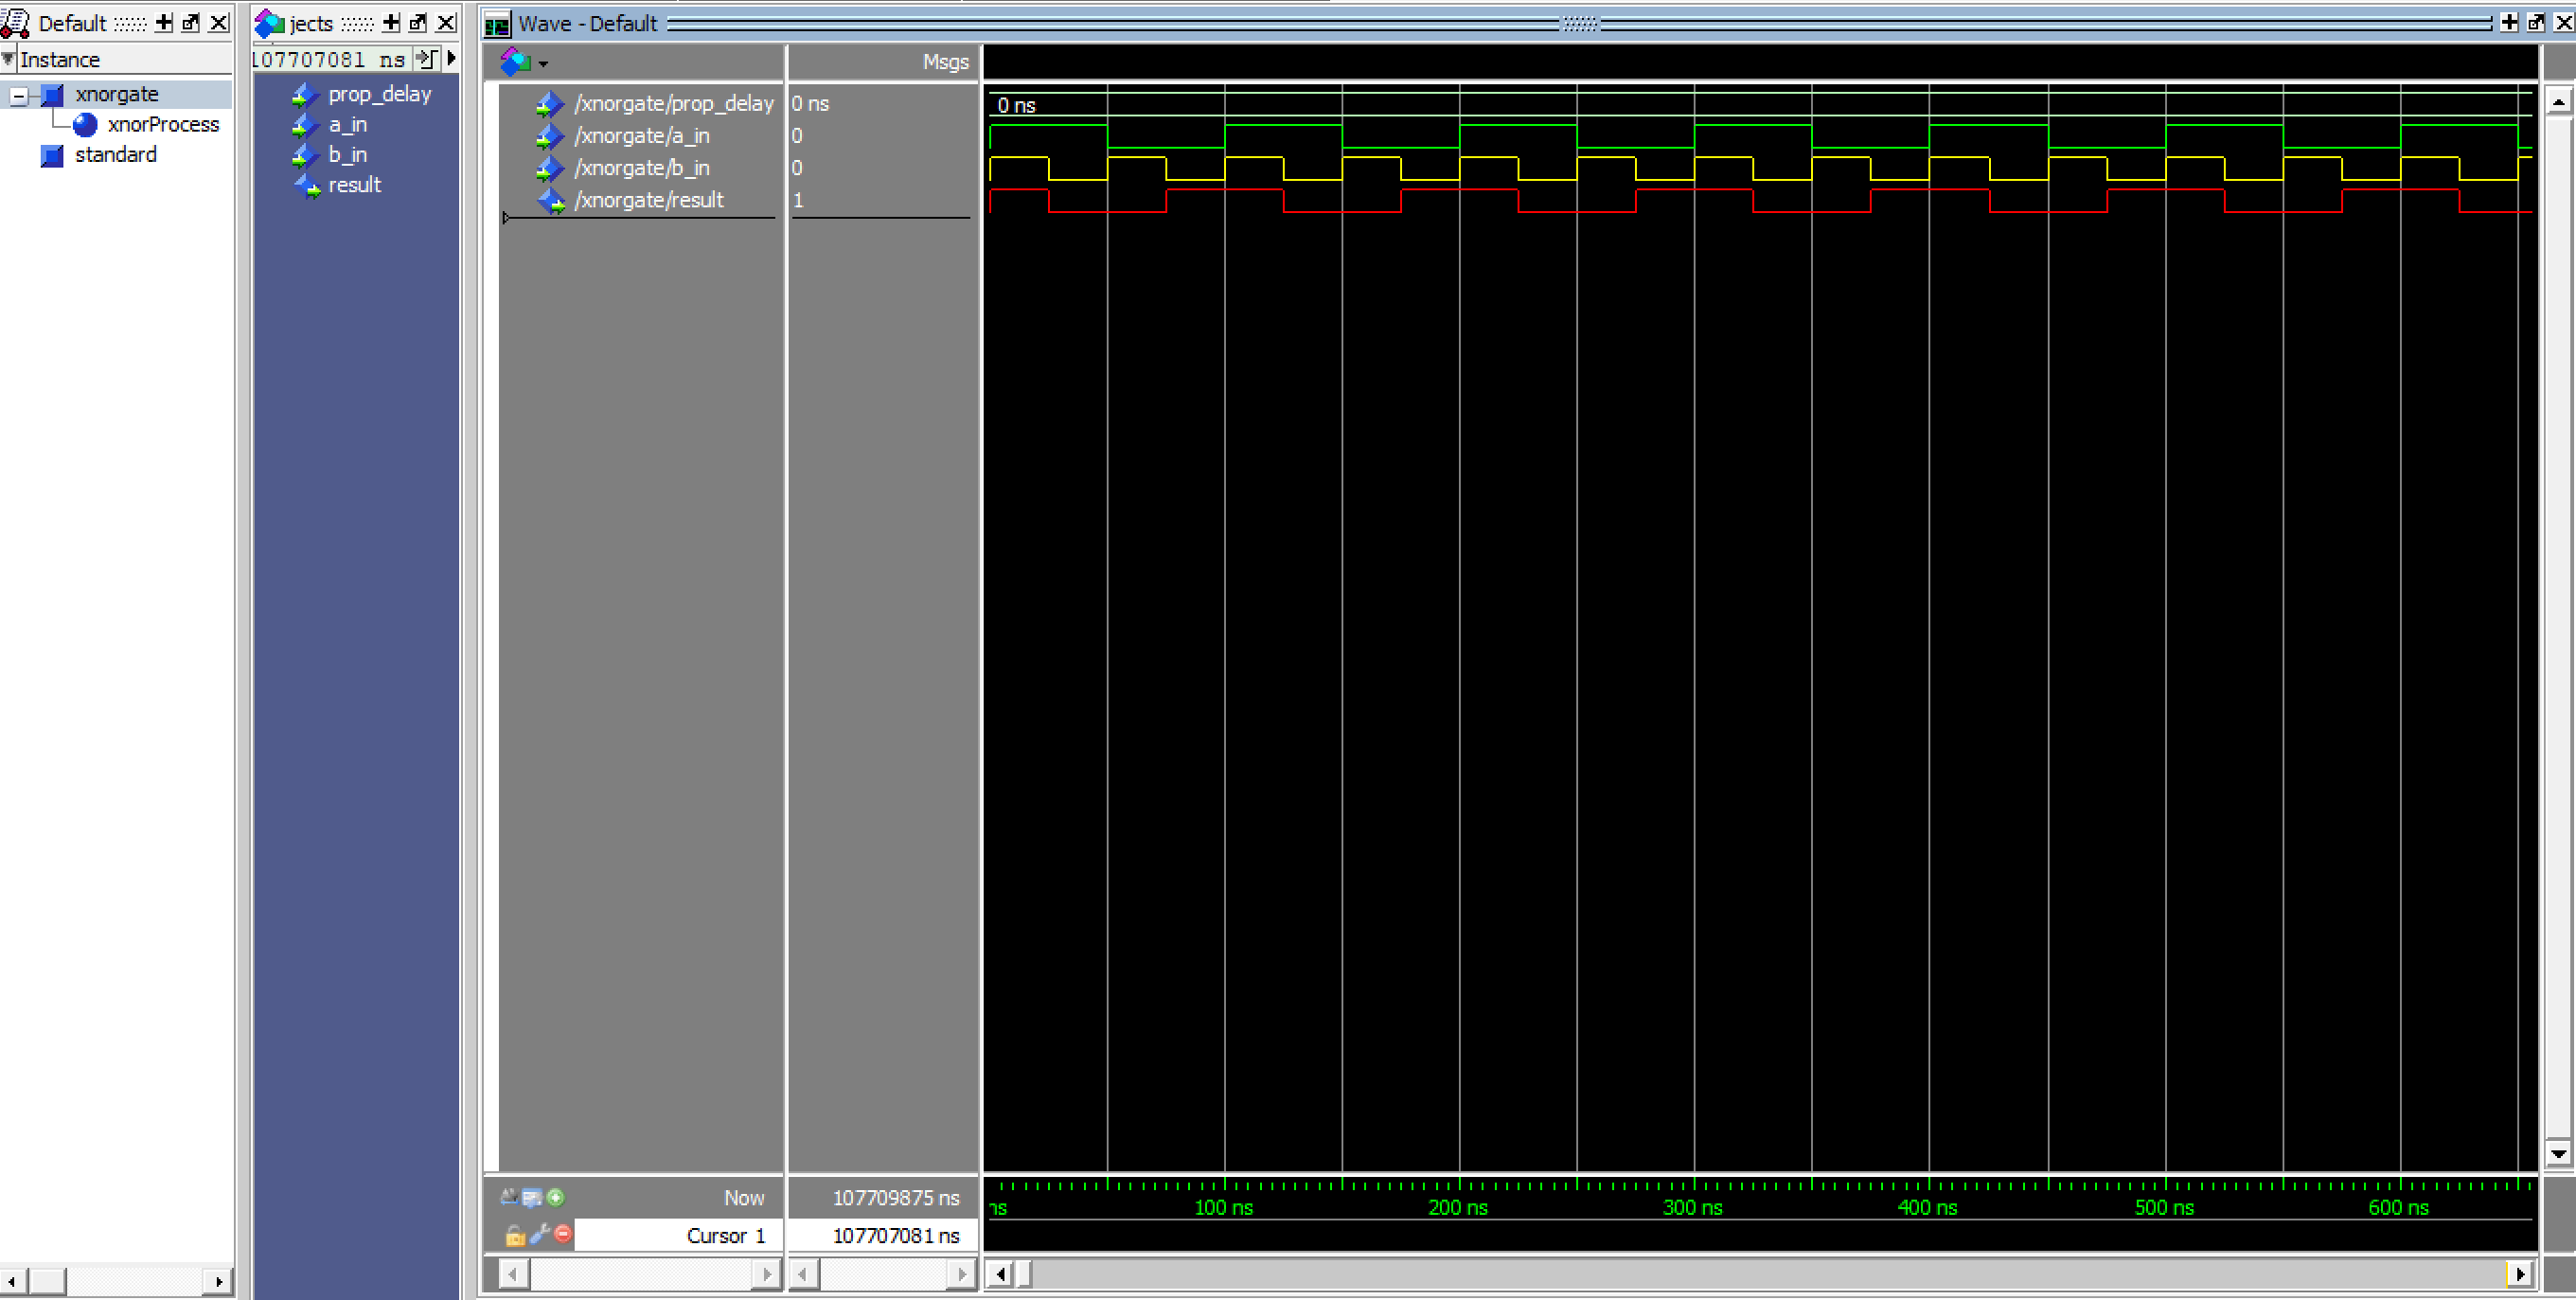 Default
Instance
xnorgate
xnorProcess
standard
jects
107707081 ns
prop_delay
a_in
b_in
result
Wave - Default
Msgs
/xnorgate/prop_delay 0 ns
/xnorgate/a_in 0
/xnorgate/b_in 0
/xnorgate/result 1
0 ns
Now 107709875 ns
Cursor 1 107707081 ns
ns 100 ns 200 ns 300 ns 400 ns 500 ns 600 ns